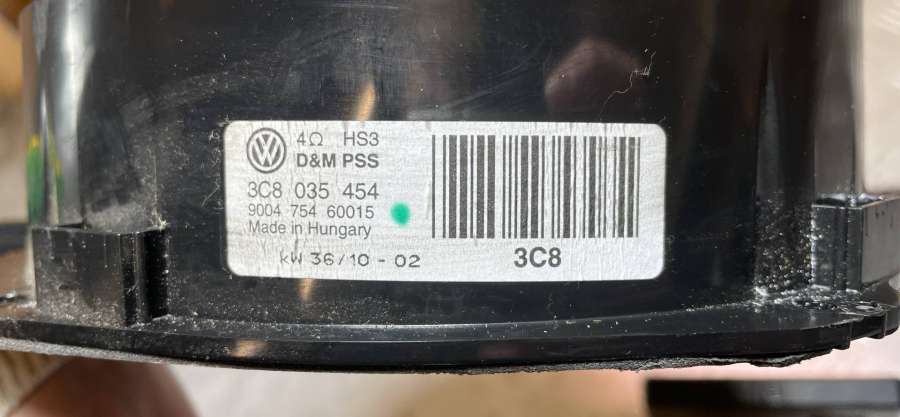 4Ω HS3
D&M PSS
3C8 035 454
9004 754 60015
Made in Hungary
KW 36/10 - 02
3C8